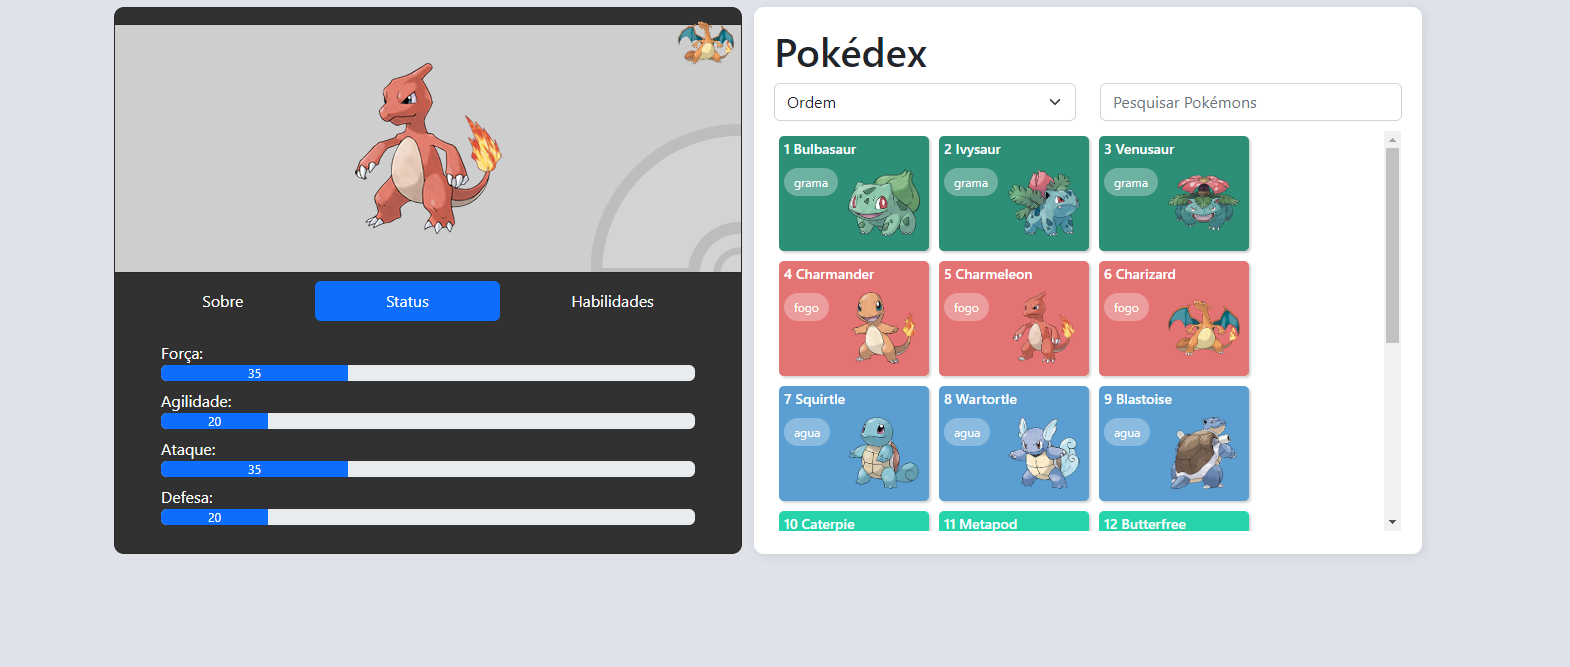 Sobre
Status
Habilidades
Força:
35
Agilidade:
20
Ataque:
35
Defesa:
20
Pokédex
Ordem
Pesquisar Pokémons
1 Bulbasaur
grama
2 Ivysaur
grama
3 Venusaur
grama
4 Charmander
fogo
5 Charmeleon
fogo
6 Charizard
fogo
7 Squirtle
agua
8 Wartortle
agua
9 Blastoise
agua
10 Caterpie
11 Metapod
12 Butterfree